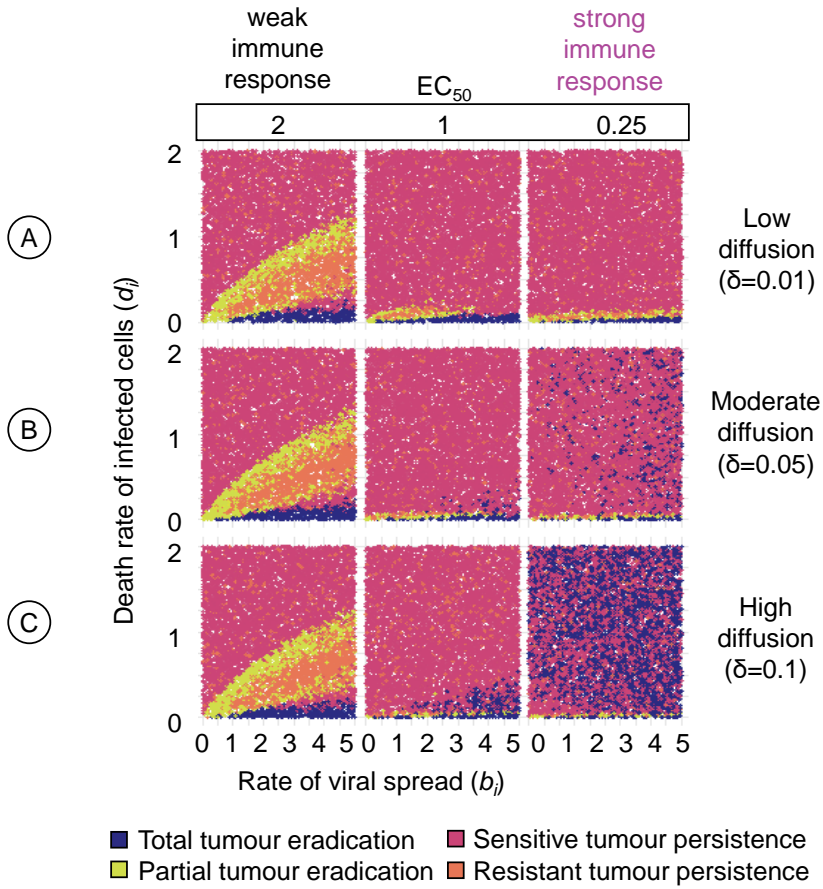 weak
immune
response
strong
immune
response
EC50
2 1 0.25
A
B
C
Death rate of infected cells (di)
2
1
0
2
1
0
2
1
0
Low
diffusion
(δ=0.01)
Moderate
diffusion
(δ=0.05)
High
diffusion
(δ=0.1)
0 1 2 3 4 5 0 1 2 3 4 5 0 1 2 3 4 5
Rate of viral spread (bi)
Total tumour eradication
Sensitive tumour persistence
Partial tumour eradication
Resistant tumour persistence